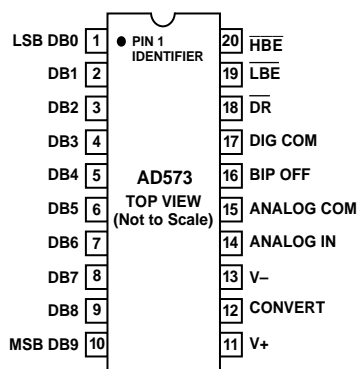 LSB DB0 1
DB1 2
DB2 3
DB3 4
DB4 5
DB5 6
DB6 7
DB7 8
DB8 9
MSB DB9 10
PIN 1
IDENTIFIER
AD573
TOP VIEW
(Not to Scale)
20 HBE
19 LBE
18 DR
17 DIG COM
16 BIP OFF
15 ANALOG COM
14 ANALOG IN
13 V–
12 CONVERT
11 V+